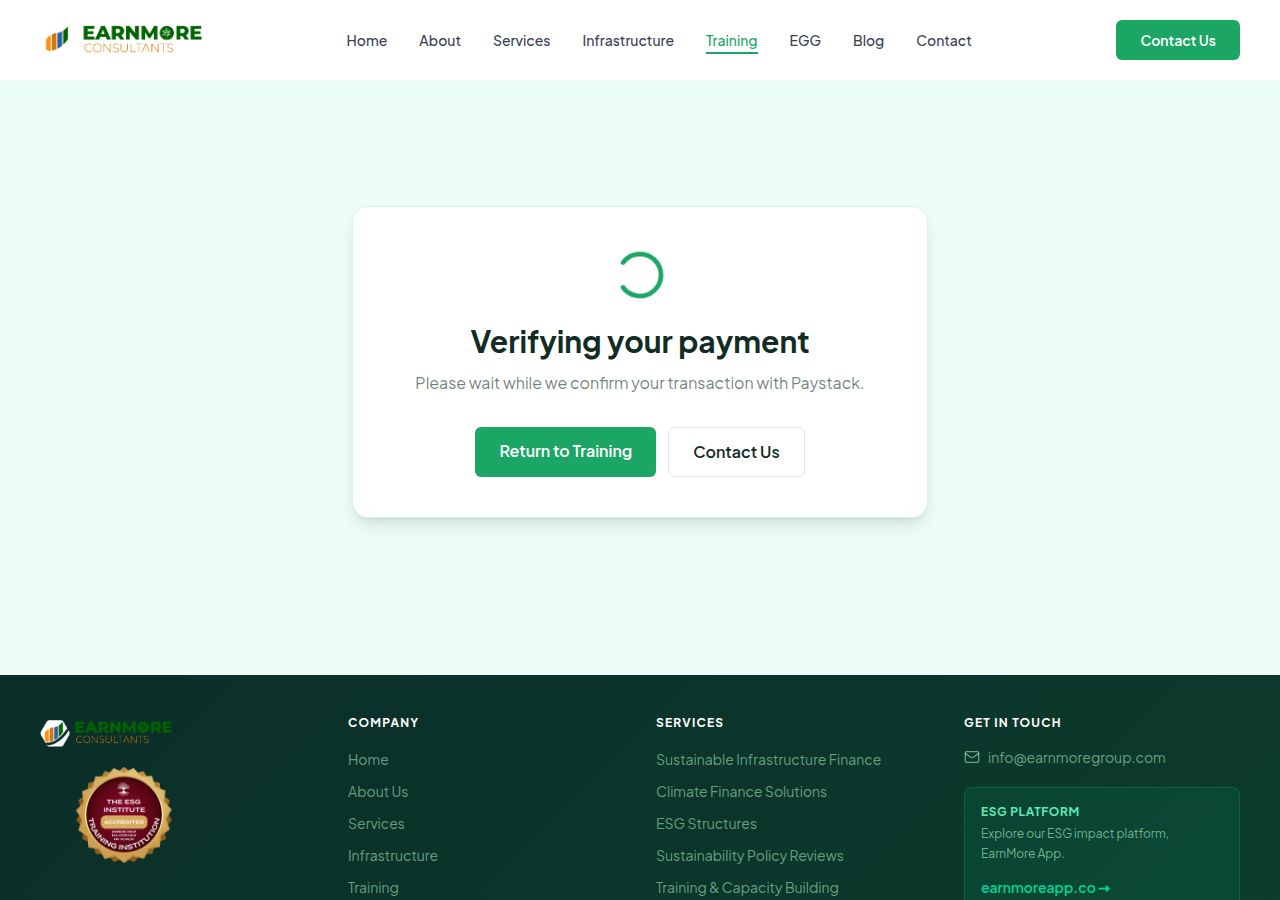 EARNMORE
CONSULTANTS
Home
About
Services
Infrastructure
Training
EGG
Blog
Contact
Contact Us
Verifying your payment
Please wait while we confirm your transaction with Paystack.
Return to Training
Contact Us
EARNMORE
CONSULTANTS
THE ESG
INSTITUTE
ACCREDITED
TRAINING INSTITUTION
COMPANY
Home
About Us
Services
Infrastructure
Training
SERVICES
Sustainable Infrastructure Finance
Climate Finance Solutions
ESG Structures
Sustainability Policy Reviews
Training & Capacity Building
GET IN TOUCH
info@earnmoregroup.com
ESG PLATFORM
Explore our ESG impact platform,
EarnMore App.
earnmoreapp.co →